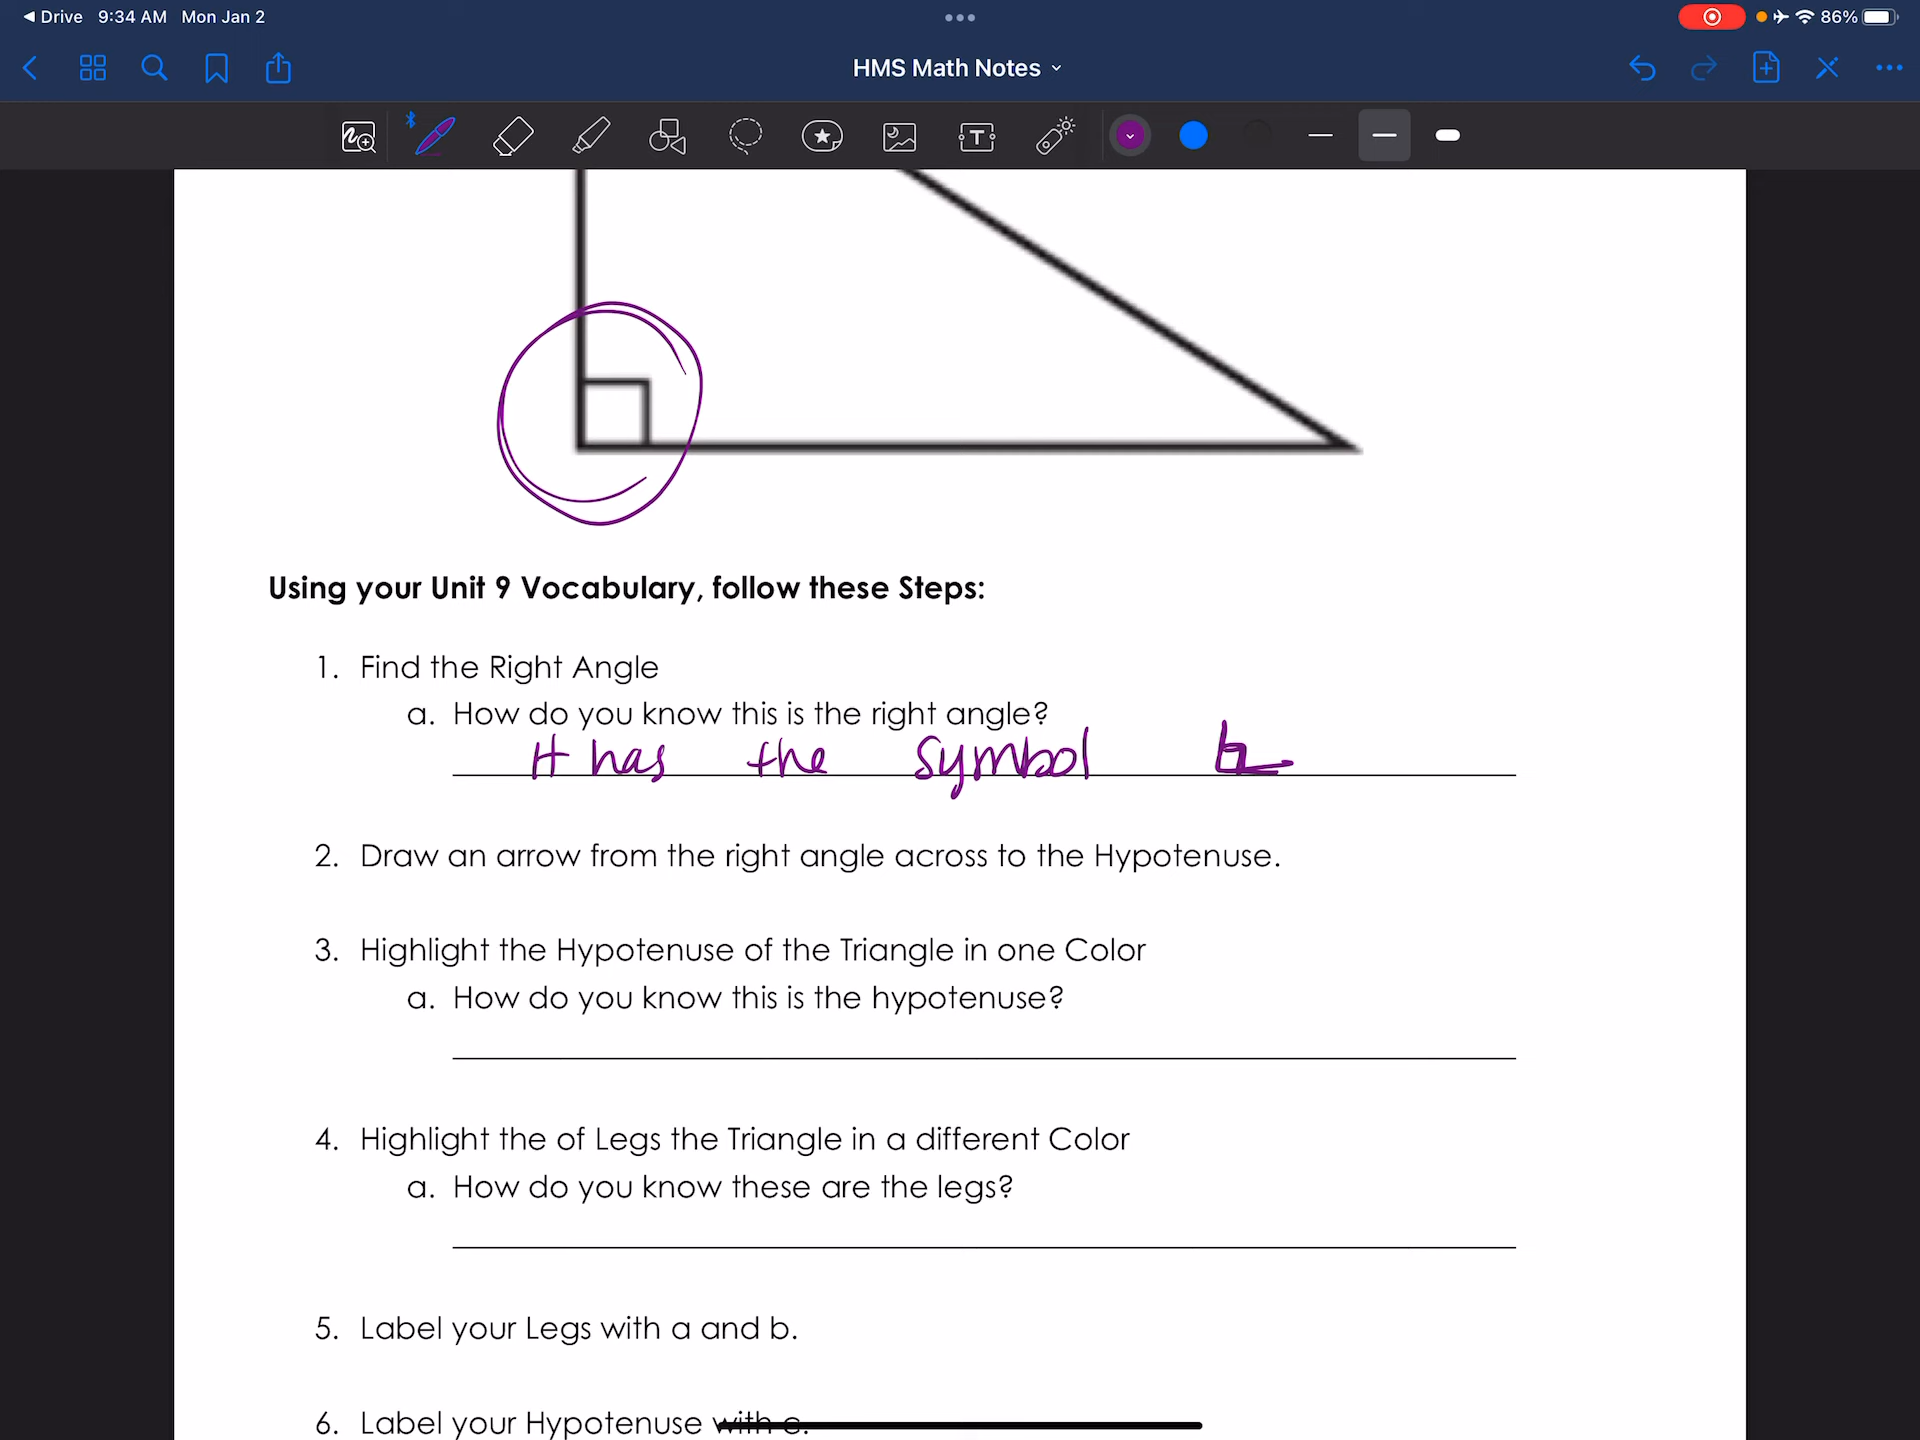 Drive 9:34 AM Mon Jan 2
86%
HMS Math Notes
T
Using your Unit 9 Vocabulary, follow these Steps:
1. Find the Right Angle
a. How do you know this is the right angle?
It has the symbol
2. Draw an arrow from the right angle across to the Hypotenuse.
3. Highlight the Hypotenuse of the Triangle in one Color
a. How do you know this is the hypotenuse?
4. Highlight the of Legs the Triangle in a different Color
a. How do you know these are the legs?
5. Label your Legs with a and b.
6. Label your Hypotenuse with c.